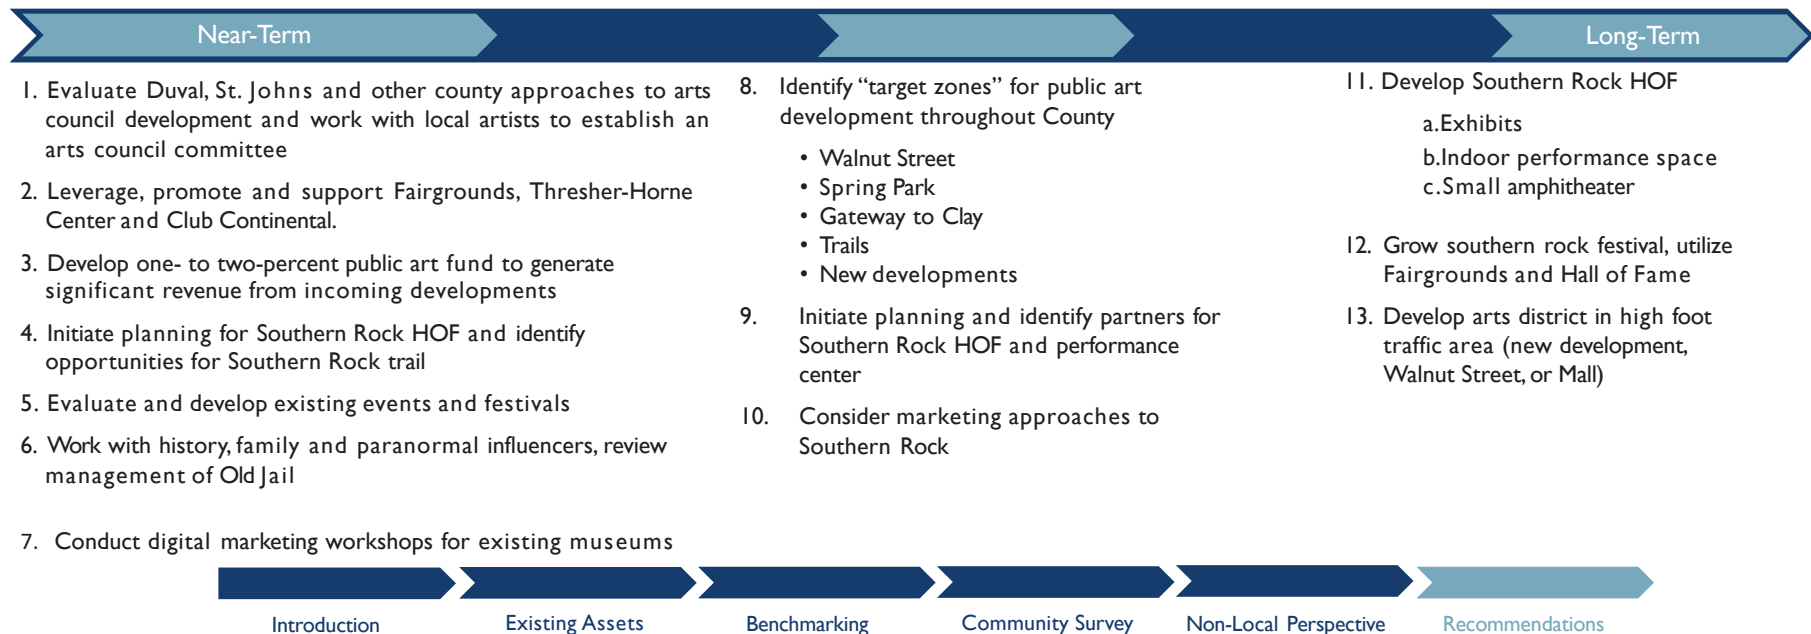 Near-Term
Long-Term
1. Evaluate Duval, St. Johns and other county approaches to arts
council development and work with local artists to establish an
arts council committee
2. Leverage, promote and support Fairgrounds, Thresher-Horne
Center and Club Continental.
3. Develop one- to two-percent public art fund to generate
significant revenue from incoming developments
4. Initiate planning for Southern Rock HOF and identify
opportunities for Southern Rock trail
5. Evaluate and develop existing events and festivals
6. Work with history, family and paranormal influencers, review
management of Old Jail
7. Conduct digital marketing workshops for existing museums
8. Identify “target zones” for public art
development throughout County
• Walnut Street
• Spring Park
• Gateway to Clay
• Trails
• New developments
9. Initiate planning and identify partners for
Southern Rock HOF and performance
center
10. Consider marketing approaches to
Southern Rock
11. Develop Southern Rock HOF
a.Exhibits
b.Indoor performance space
c.Small amphitheater
12. Grow southern rock festival, utilize
Fairgrounds and Hall of Fame
13. Develop arts district in high foot
traffic area (new development,
Walnut Street, or Mall)
Introduction
Existing Assets
Benchmarking
Community Survey
Non-Local Perspective
Recommendations